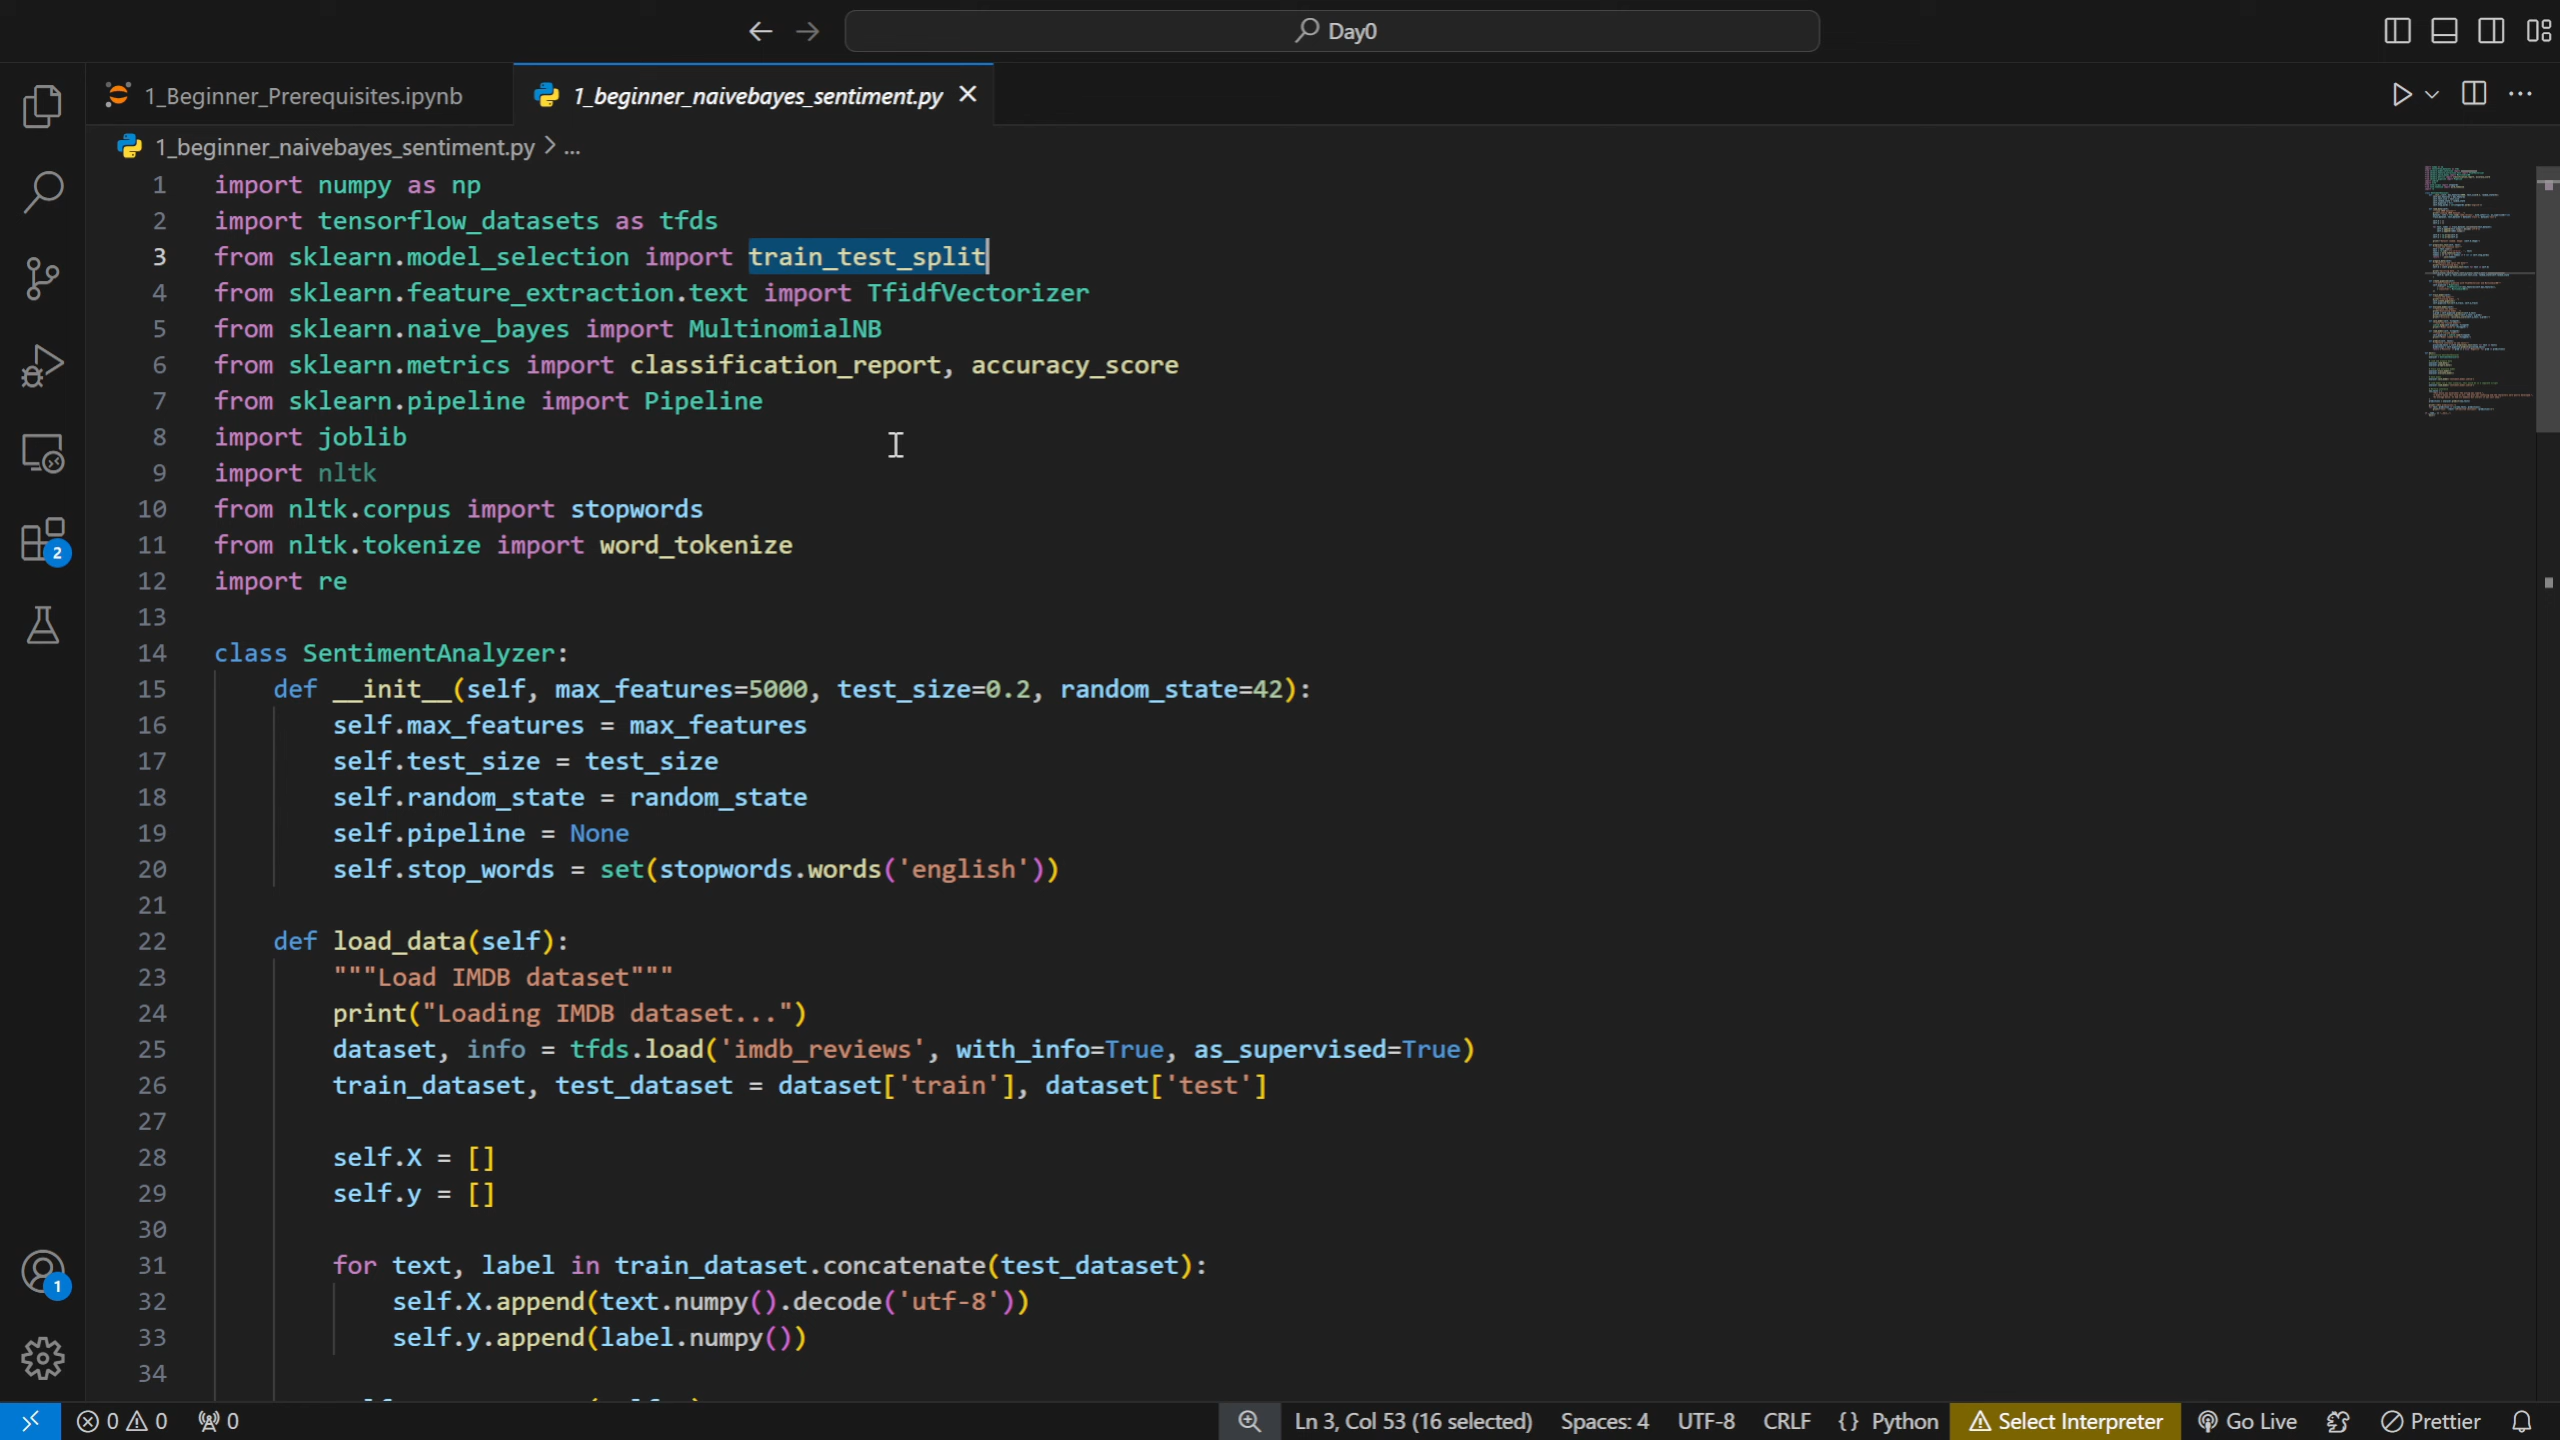 Day0
1_Beginner_Prerequisites.ipynb
1_beginner_naivebayes_sentiment.py
1_beginner_naivebayes_sentiment.py > ...
1 import numpy as np
2 import tensorflow_datasets as tfds
3 from sklearn.model_selection import train_test_split
4 from sklearn.feature_extraction.text import TfidfVectorizer
5 from sklearn.naive_bayes import MultinomialNB
6 from sklearn.metrics import classification_report, accuracy_score
7 from sklearn.pipeline import Pipeline
8 import joblib
9 import nltk
10 from nltk.corpus import stopwords
11 from nltk.tokenize import word_tokenize
12 import re
13
14 class SentimentAnalyzer:
15 def __init__(self, max_features=5000, test_size=0.2, random_state=42):
16 self.max_features = max_features
17 self.test_size = test_size
18 self.random_state = random_state
19 self.pipeline = None
20 self.stop_words = set(stopwords.words('english'))
21
22 def load_data(self):
23 """Load IMDB dataset"""
24 print("Loading IMDB dataset...")
25 dataset, info = tfds.load('imdb_reviews', with_info=True, as_supervised=True)
26 train_dataset, test_dataset = dataset['train'], dataset['test']
27
28 self.X = []
29 self.y = []
30
31 for text, label in train_dataset.concatenate(test_dataset):
32 self.X.append(text.numpy().decode('utf-8'))
33 self.y.append(label.numpy())
34
2
1
0 0 0 Ln 3, Col 53 (16 selected) Spaces: 4 UTF-8 CRLF {} Python Select Interpreter Go Live Prettier